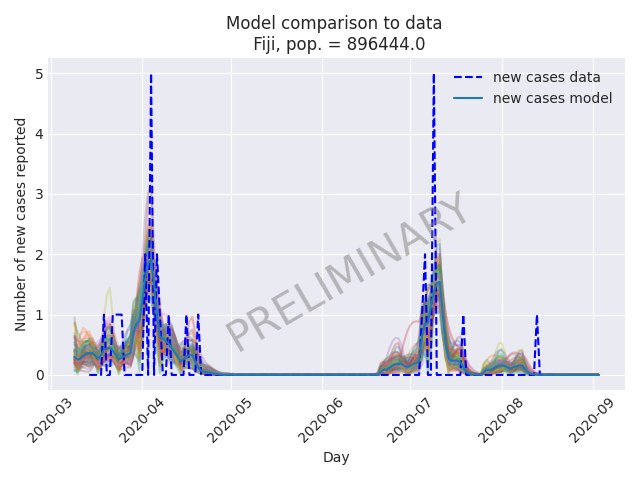 Model comparison to data
Fiji, pop. = 896444.0
new cases data
new cases model
Number of new cases reported
5
4
3
2
1
0
PRELIMINARY
2020-03
2020-04
2020-05
2020-06
2020-07
2020-08
2020-09
Day